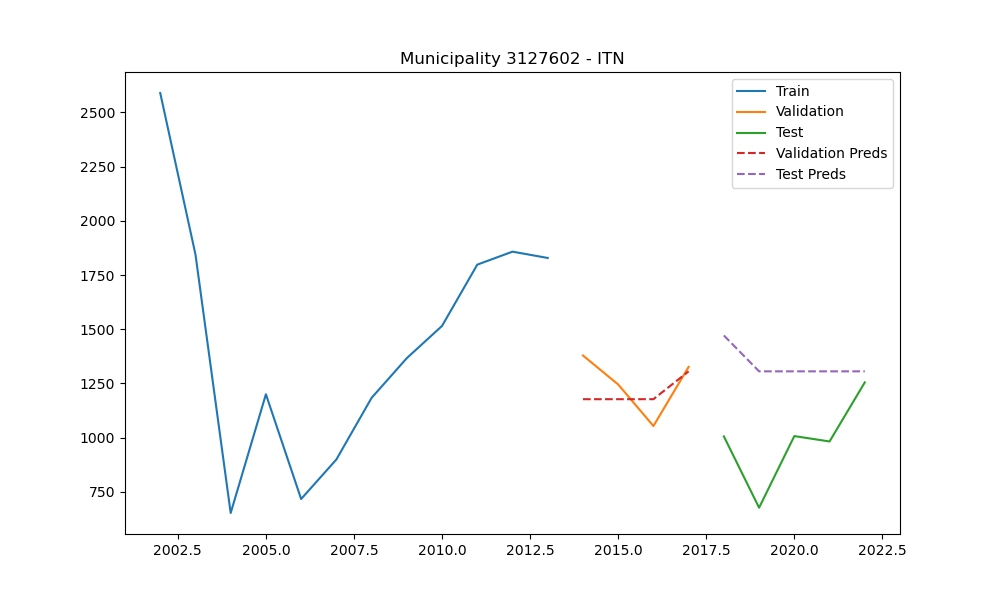 Municipality 3127602 - ITN
Train
Validation
Test
Validation Preds
Test Preds
2500
2250
2000
1750
1500
1250
1000
750
2002.5 2005.0 2007.5 2010.0 2012.5 2015.0 2017.5 2020.0 2022.5